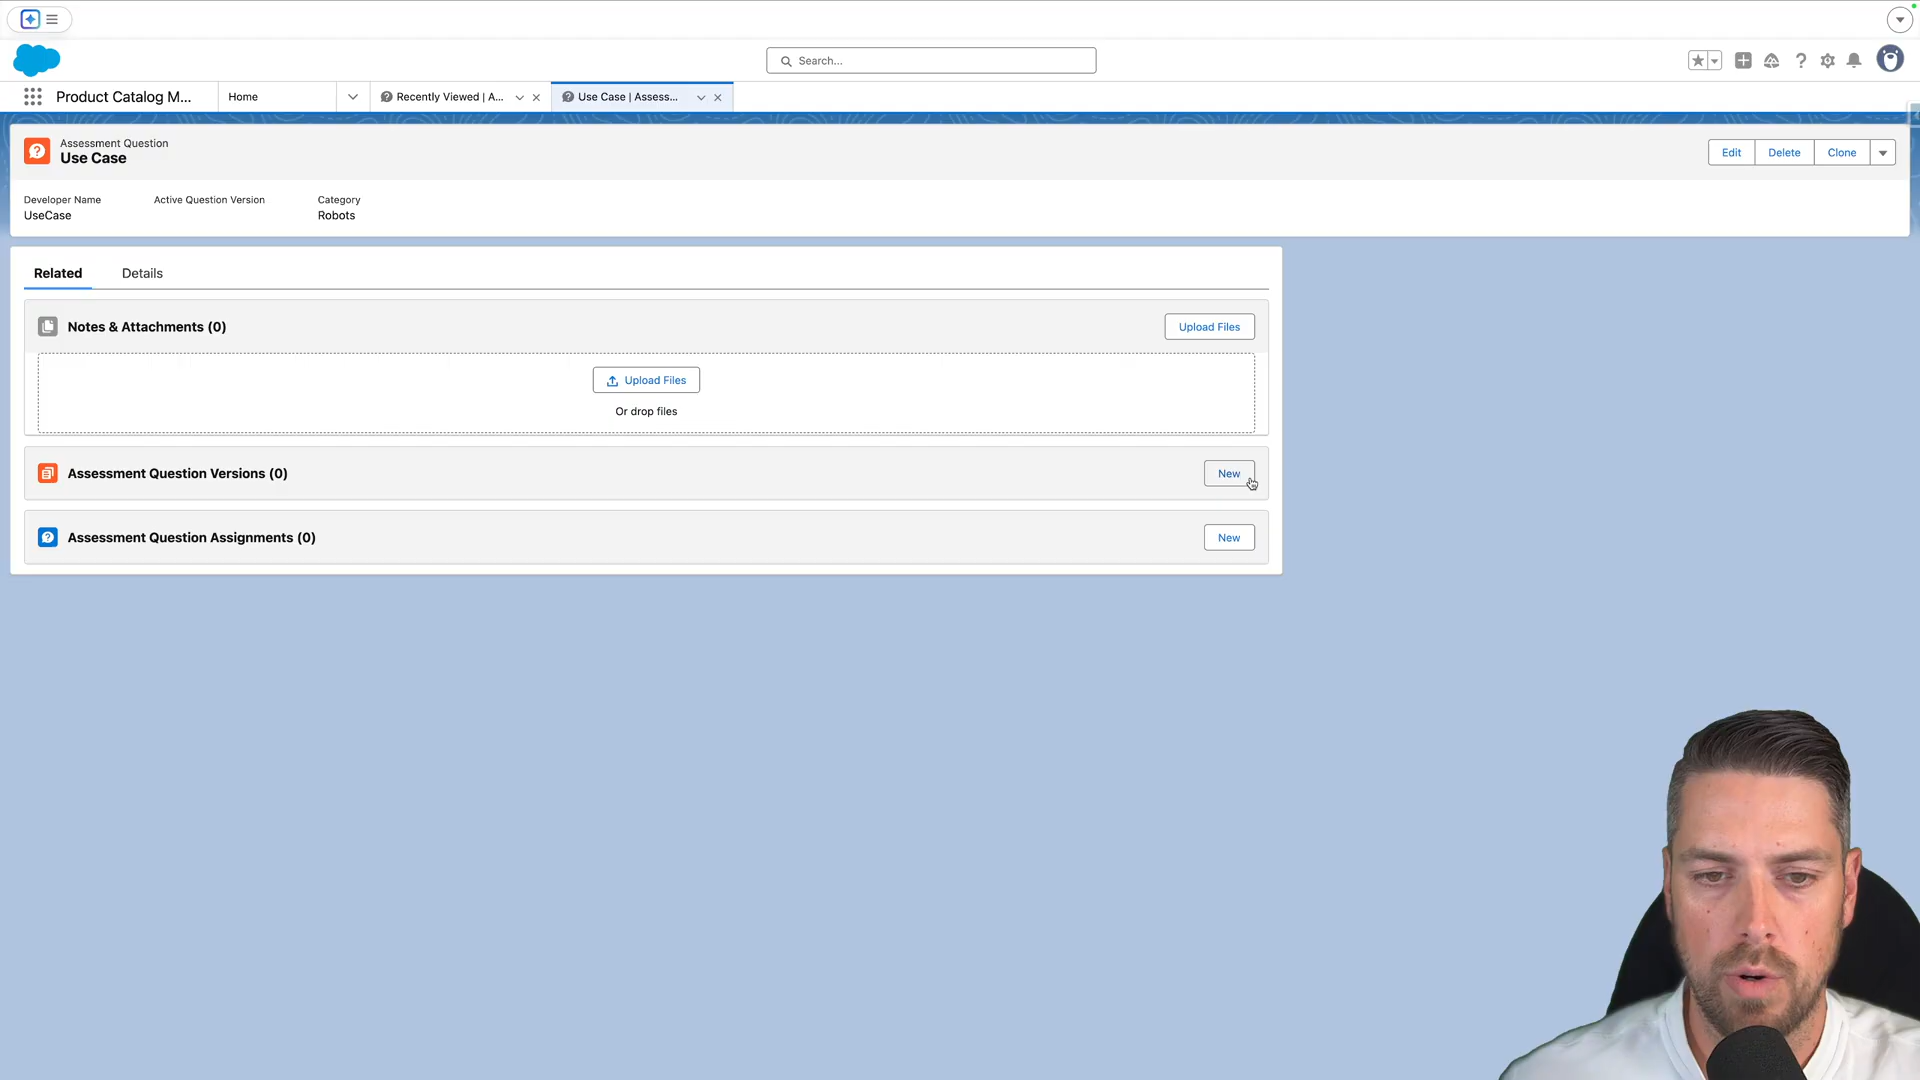 Search...
Product Catalog M...
Home
Recently Viewed | A...
Use Case | Assess...
Assessment Question
Use Case
Edit
Delete
Clone
Developer Name
Active Question Version
Category
UseCase
Robots
Related
Details
Notes & Attachments (0)
Upload Files
Upload Files
Or drop files
Assessment Question Versions (0)
New
Assessment Question Assignments (0)
New